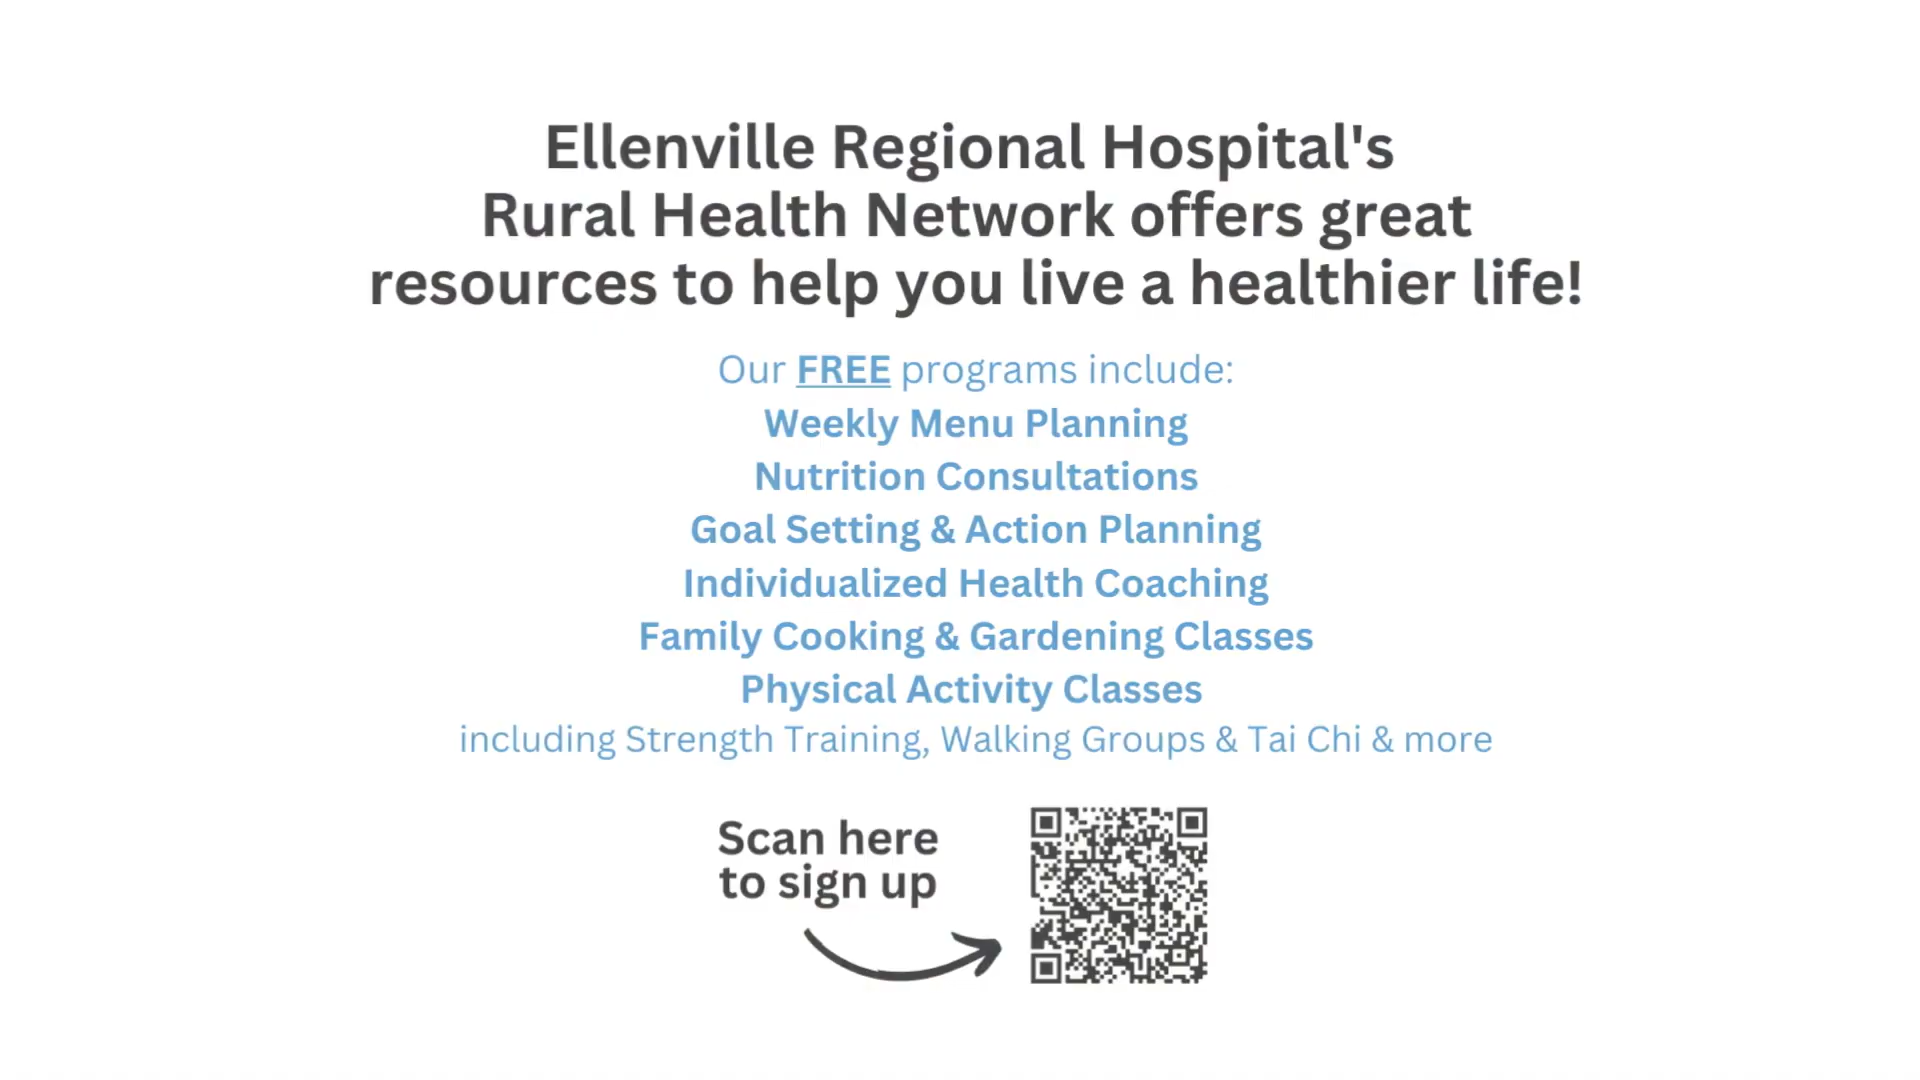 Ellenville Regional Hospital's
Rural Health Network offers great
resources to help you live a healthier life!
Our FREE programs include:
Weekly Menu Planning
Nutrition Consultations
Goal Setting & Action Planning
Individualized Health Coaching
Family Cooking & Gardening Classes
Physical Activity Classes
including Strength Training, Walking Groups & Tai Chi & more
Scan here
to sign up